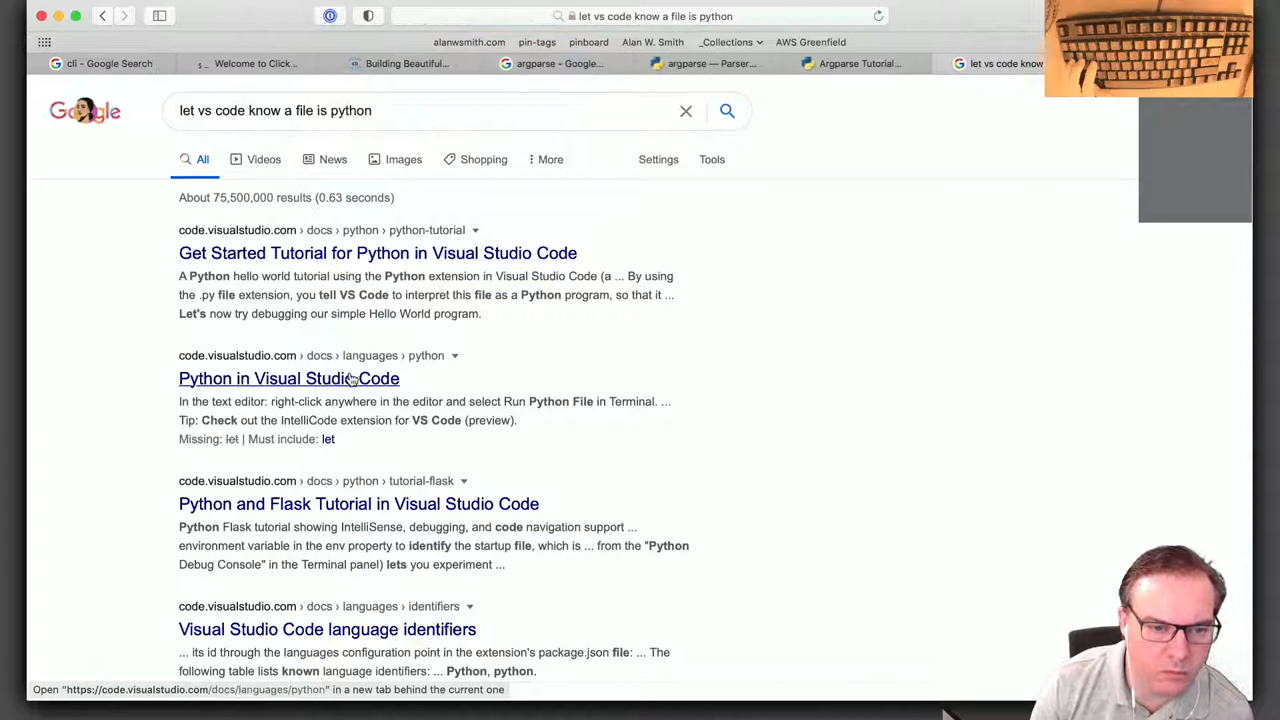 let vs code know a file is python
alanwsmith.com pin-tags pinboard Alan W. Smith _Collections AWS Greenfield
cli - Google Search Welcome to Click... Building Beautiful... argparse - Google... argparse — Parser... Argparse Tutorial... let vs code know
Google let vs code know a file is python
All Videos News Images Shopping More Settings Tools
About 75,500,000 results (0.63 seconds)
code.visualstudio.com › docs › python › python-tutorial
Get Started Tutorial for Python in Visual Studio Code
A Python hello world tutorial using the Python extension in Visual Studio Code (a ... By using
the .py file extension, you tell VS Code to interpret this file as a Python program, so that it ...
Let's now try debugging our simple Hello World program.
code.visualstudio.com › docs › languages › python
Python in Visual Studio Code
In the text editor: right-click anywhere in the editor and select Run Python File in Terminal. ...
Tip: Check out the IntelliCode extension for VS Code (preview).
Missing: let | Must include: let
code.visualstudio.com › docs › python › tutorial-flask
Python and Flask Tutorial in Visual Studio Code
Python Flask tutorial showing IntelliSense, debugging, and code navigation support ...
environment variable in the env property to identify the startup file, which is ... from the "Python
Debug Console" in the Terminal panel) lets you experiment ...
code.visualstudio.com › docs › languages › identifiers
Visual Studio Code language identifiers
... its id through the languages configuration point in the extension's package.json file: ... The
following table lists known language identifiers: ... Python, python.
Open "https://code.visualstudio.com/docs/languages/python" in a new tab behind the current one